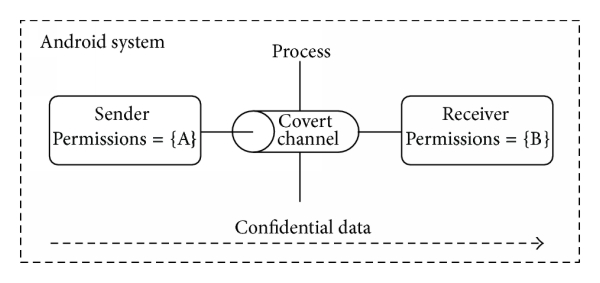 Android system
Process
Sender
Permissions = {A}
Covert
channel
Receiver
Permissions = {B}
Confidential data